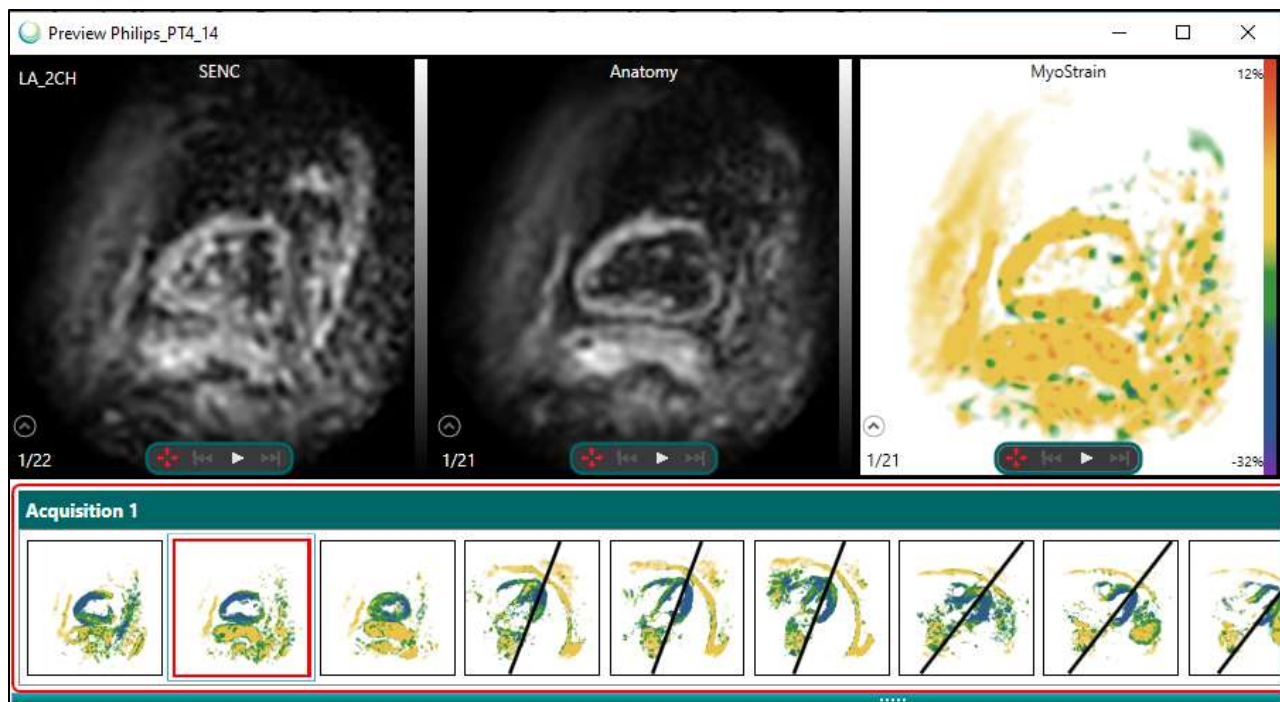 Preview Philips_PT4_14
LA_2CH
SENC
Anatomy
MyoStrain
12%
1/22
1/21
1/21
-32%
Acquisition 1